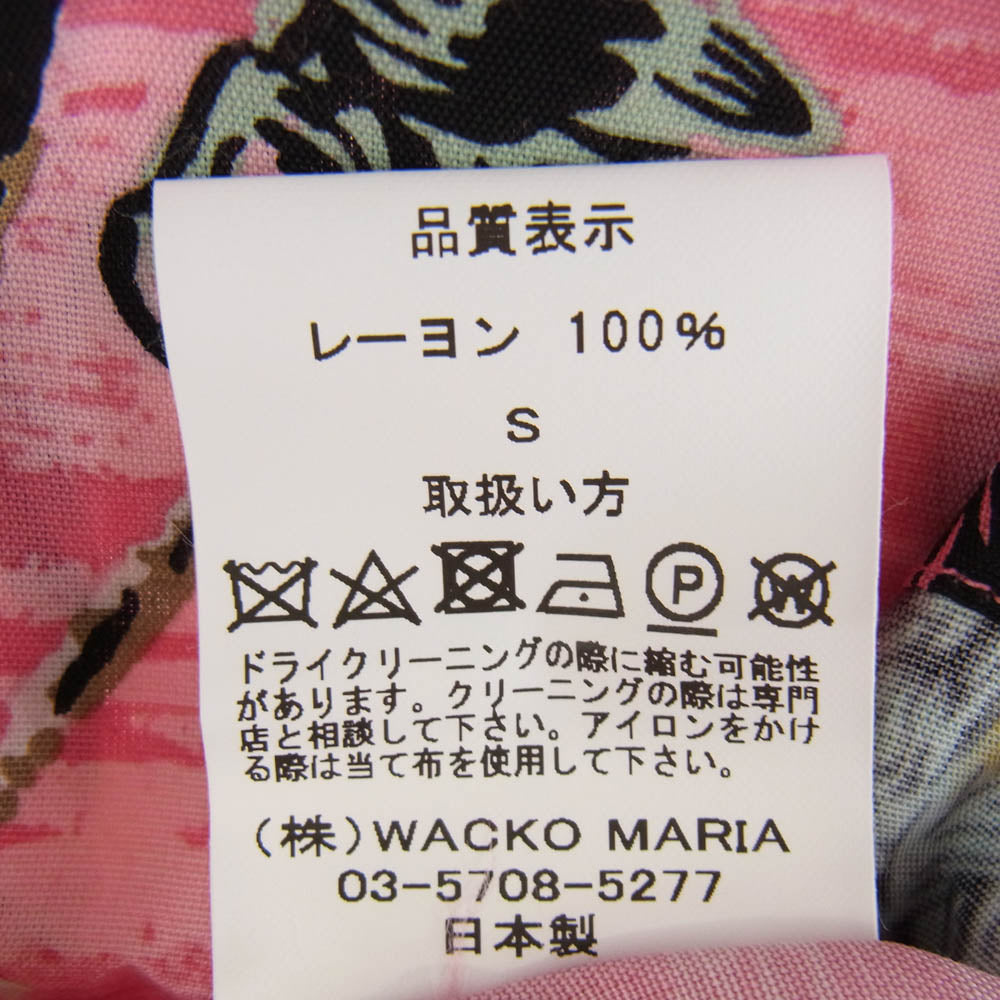 品質表示
レーヨン 100%
S
取扱い方
P W
ドライクリーニングの際に縮む可能性
があります。クリーニングの際は専門
店と相談して下さい。アイロンをかけ
る際は当て布を使用して下さい。
(株)WACKO MARIA
03-5708-5277
日本製